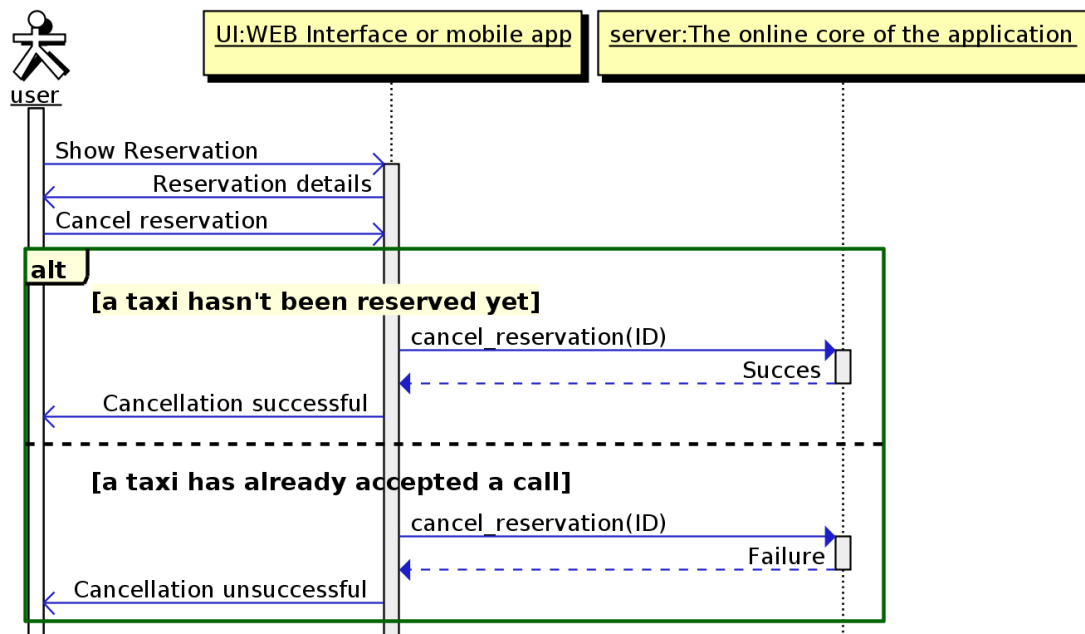 UI:WEB Interface or mobile app
server:The online core of the application
user
Show Reservation
Reservation details
Cancel reservation
alt
[a taxi hasn't been reserved yet]
cancel_reservation(ID)
Succes
Cancellation successful
[a taxi has already accepted a call]
cancel_reservation(ID)
Failure
Cancellation unsuccessful